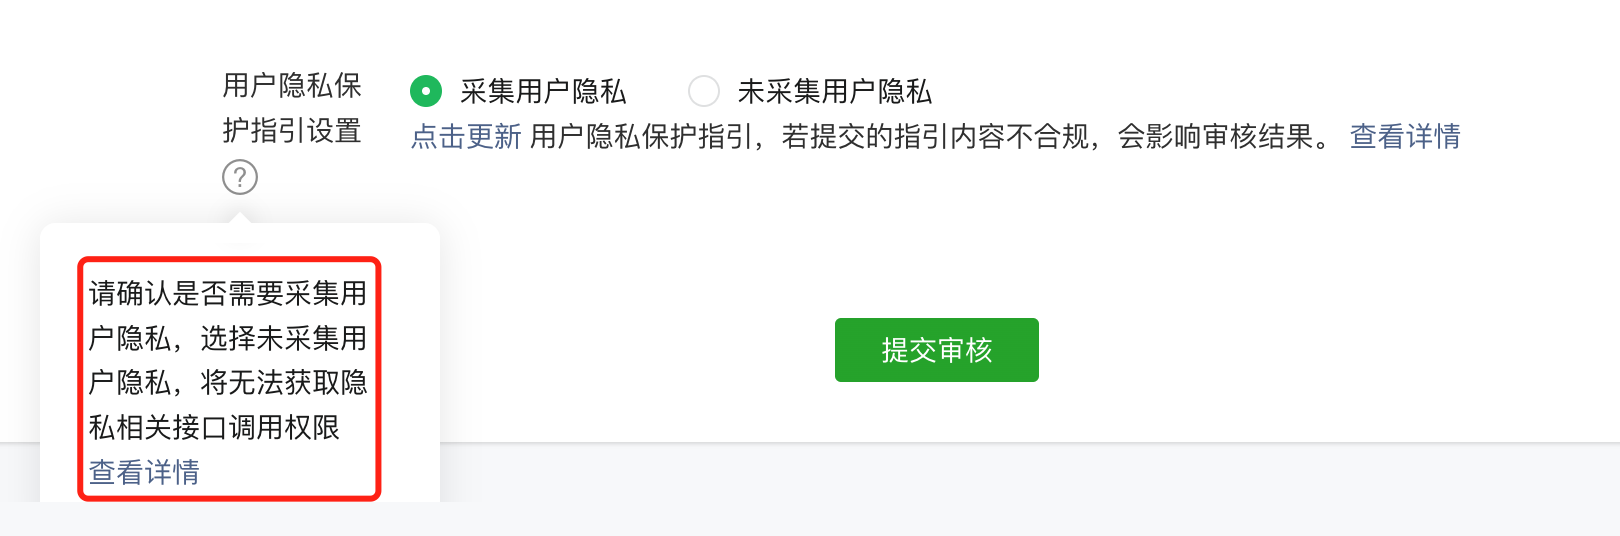 用户隐私保
护指引设置
?
采集用户隐私 未采集用户隐私
点击更新 用户隐私保护指引，若提交的指引内容不合规，会影响审核结果。 查看详情
请确认是否需要采集用
户隐私，选择未采集用
户隐私，将无法获取隐
私相关接口调用权限
查看详情
提交审核